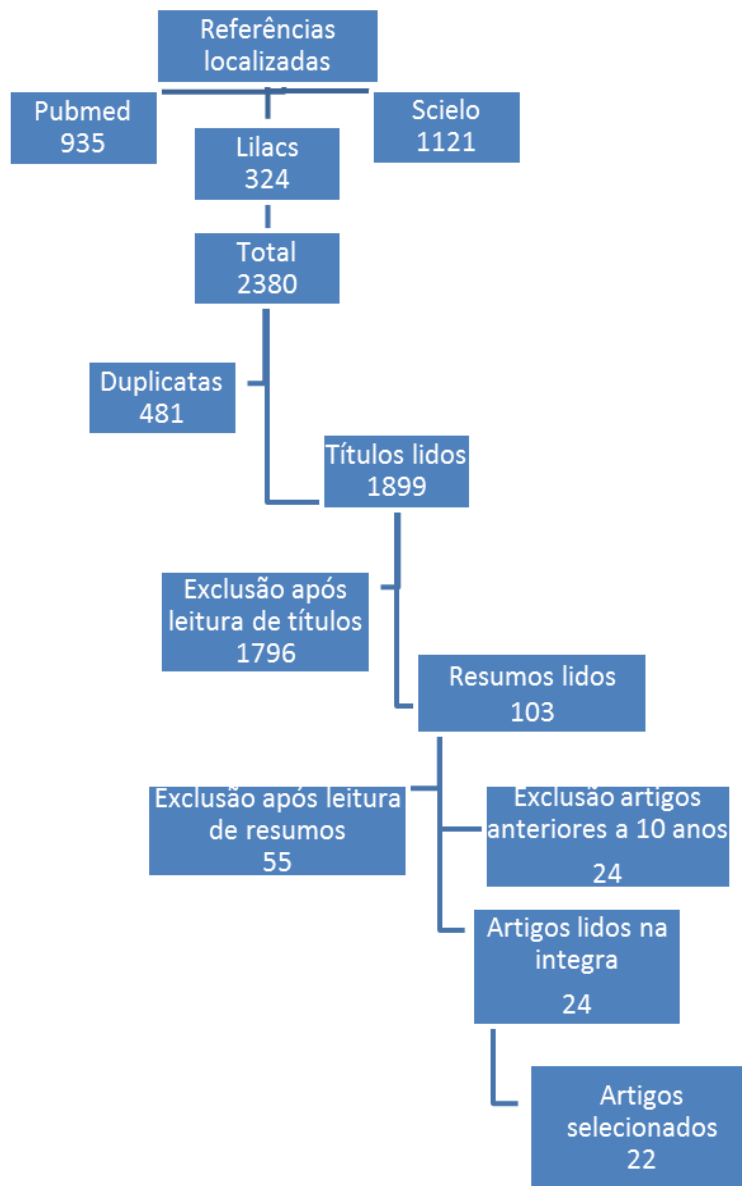 Referências
localizadas
Pubmed
935
Scielo
1121
Lilacs
324
Total
2380
Duplicatas
481
Títulos lidos
1899
Exclusão após
leitura de títulos
1796
Resumos lidos
103
Exclusão após leitura
de resumos
55
Exclusão artigos
anteriores a 10 anos
24
Artigos lidos na
integra
24
Artigos
selecionados
22